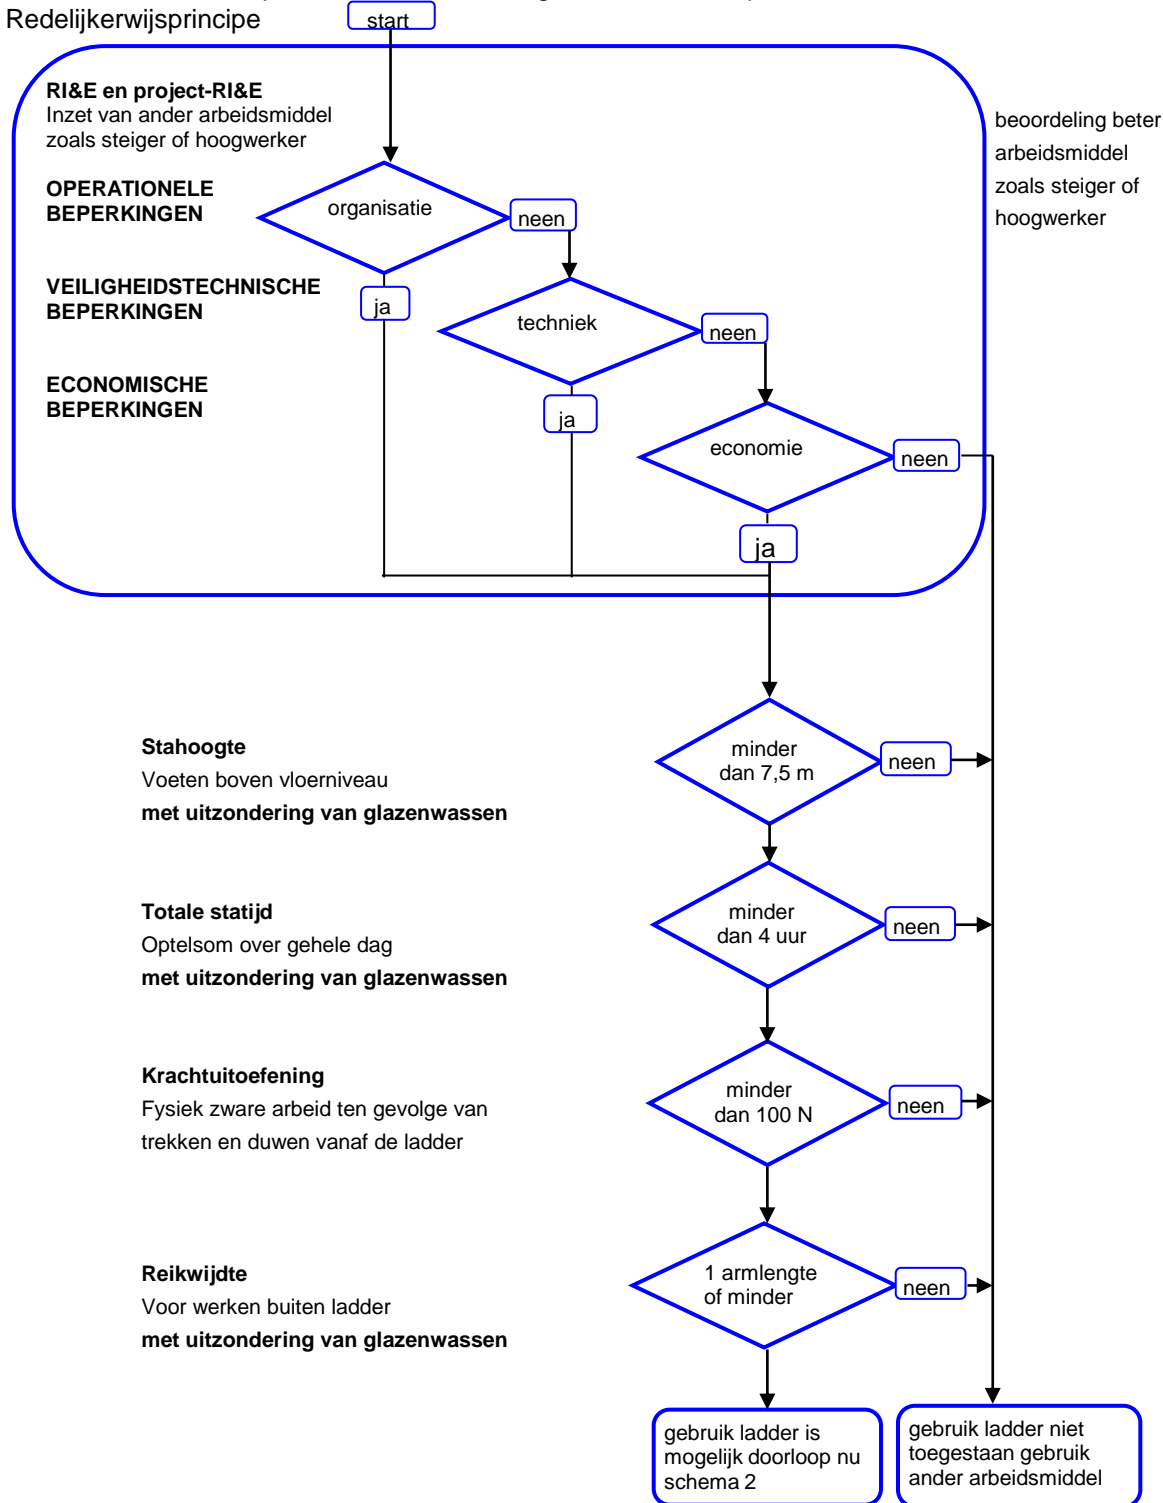 Redelijkerwijsprincipe
start
RI&E en project-RI&E
Inzet van ander arbeidsmiddel
zoals steiger of hoogwerker
beoordeling beter
arbeidsmiddel
zoals steiger of
hoogwerker
OPERATIONELE
BEPERKINGEN
organisatie
neen
VEILIGHEIDSTECHNISCHE
BEPERKINGEN
ja
techniek
neen
ECONOMISCHE
BEPERKINGEN
ja
economie
neen
ja
Stahoogte
Voeten boven vloerniveau
met uitzondering van glazenwassen
minder
dan 7,5 m
neen
Totale statijd
Optelsom over gehele dag
met uitzondering van glazenwassen
minder
dan 4 uur
neen
Krachtuitoefening
Fysiek zware arbeid ten gevolge van
trekken en duwen vanaf de ladder
minder
dan 100 N
neen
Reikwijdte
Voor werken buiten ladder
met uitzondering van glazenwassen
1 armlengte
of minder
neen
gebruik ladder is
mogelijk doorloop nu
schema 2
gebruik ladder niet
toegestaan gebruik
ander arbeidsmiddel